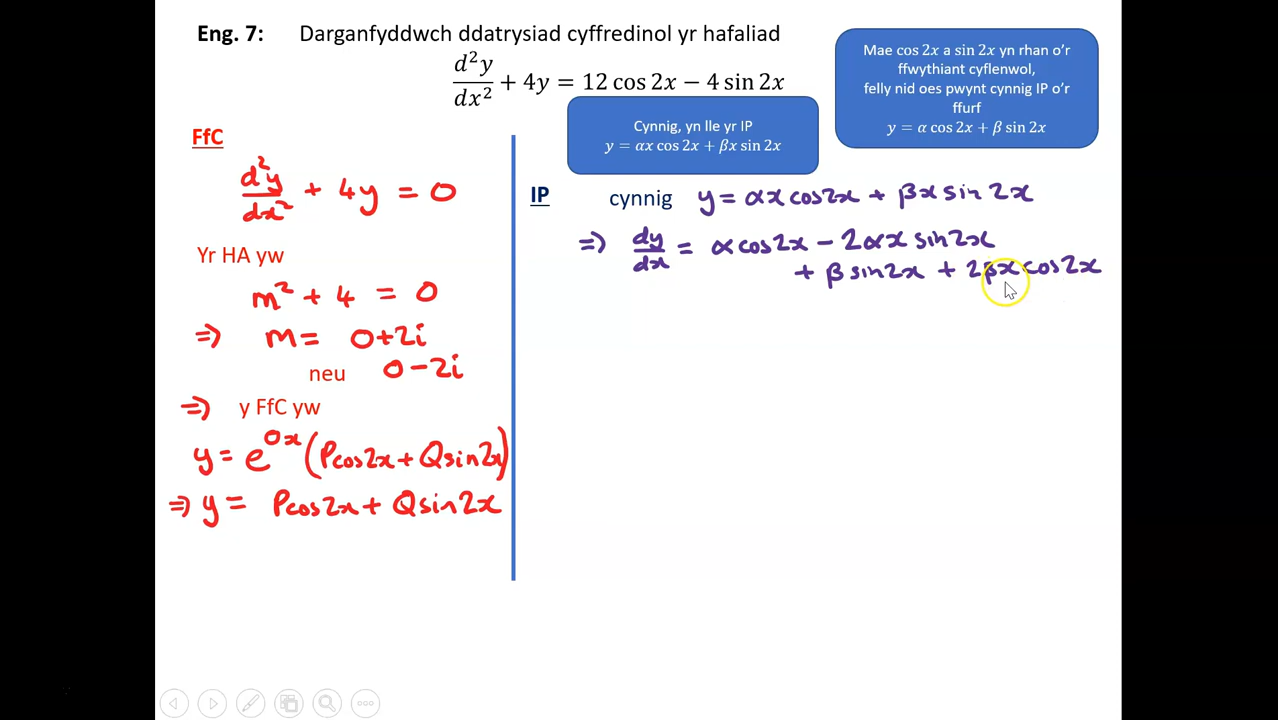 Eng. 7: Darganfyddwch ddatrysiad cyffredinol yr hafaliad
d²y/dx² + 4y = 12 cos 2x − 4 sin 2x
Mae cos 2x a sin 2x yn rhan o'r
ffwythiant cyflenwol,
felly nid oes pwynt cynnig IP o'r
ffurf
y = α cos 2x + β sin 2x
Cynnig, yn lle yr IP
y = αx cos 2x + βx sin 2x
FfC
d²y/dx² + 4y = 0
Yr HA yw
m² + 4 = 0
⇒ m = 0+2i
neu 0−2i
⇒ y FfC yw
y = e^{0x} (Pcos2x + Qsin2x)
⇒ y = Pcos2x + Qsin2x
IP cynnig y = αx cos2x + βx sin 2x
⇒ dy/dx = α cos2x − 2αx sin2x
+ β sin2x + 2βx cos2x